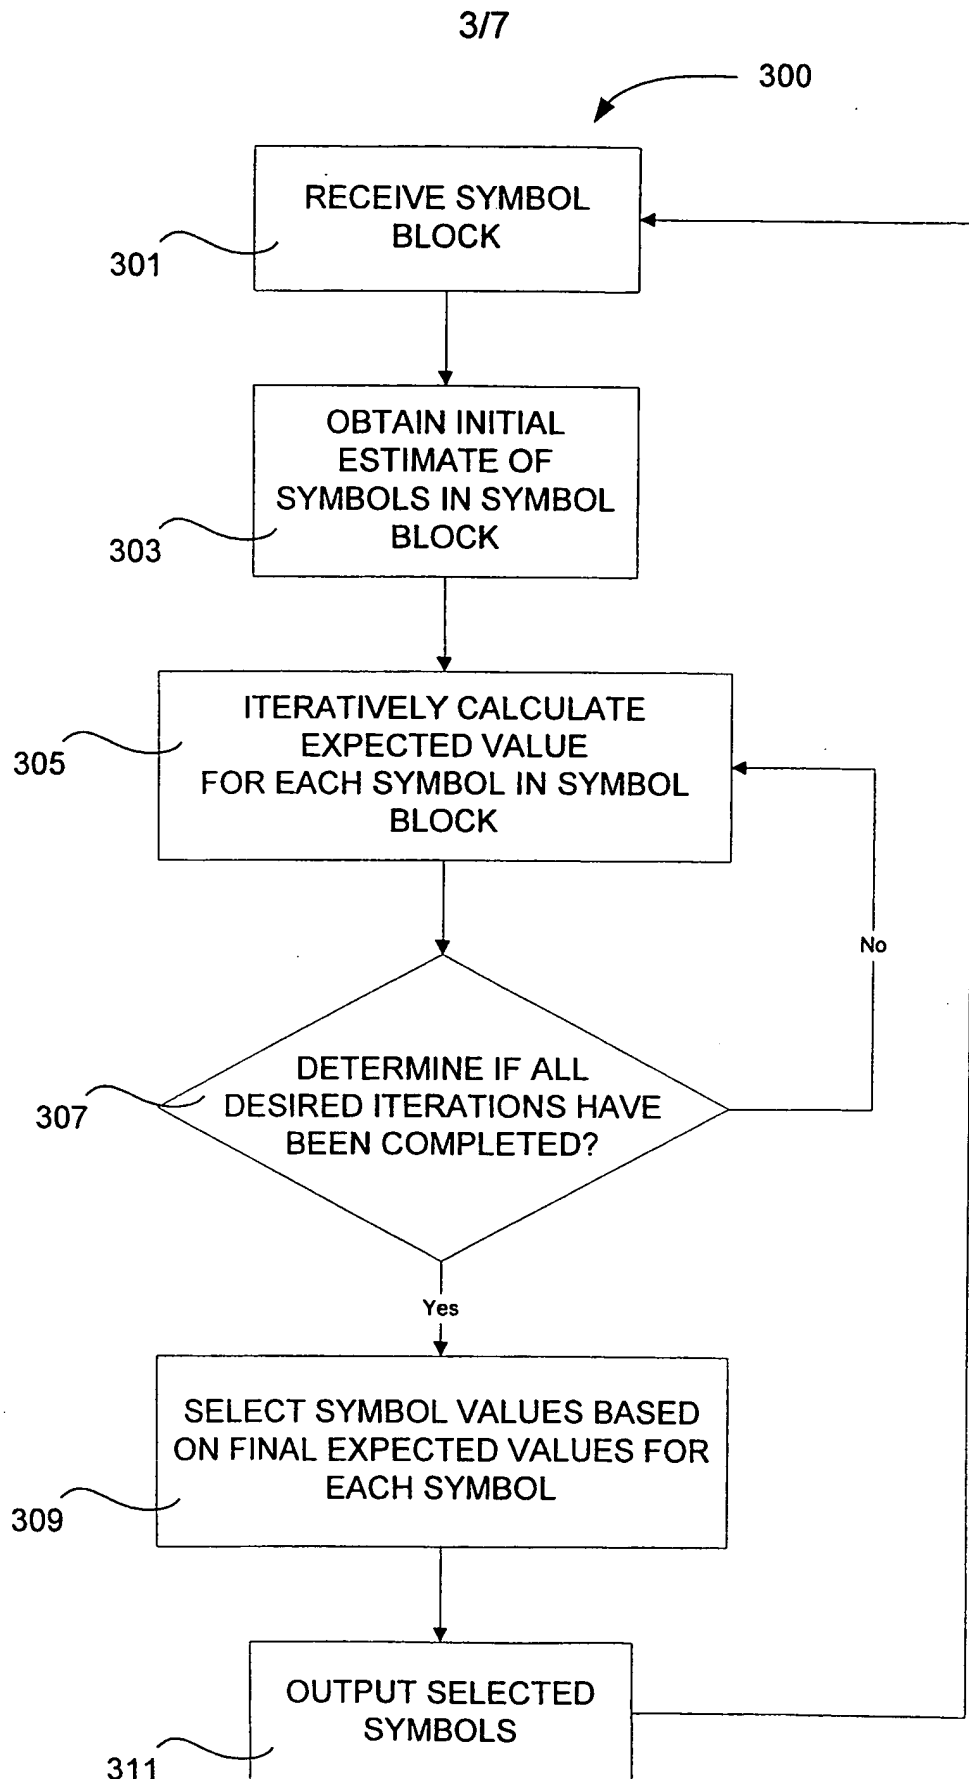 3/7
300
RECEIVE SYMBOL
BLOCK
301
OBTAIN INITIAL
ESTIMATE OF
SYMBOLS IN SYMBOL
BLOCK
303
ITERATIVELY CALCULATE
EXPECTED VALUE
FOR EACH SYMBOL IN SYMBOL
BLOCK
305
No
DETERMINE IF ALL
DESIRED ITERATIONS HAVE
BEEN COMPLETED?
307
Yes
SELECT SYMBOL VALUES BASED
ON FINAL EXPECTED VALUES FOR
EACH SYMBOL
309
OUTPUT SELECTED
SYMBOLS
311